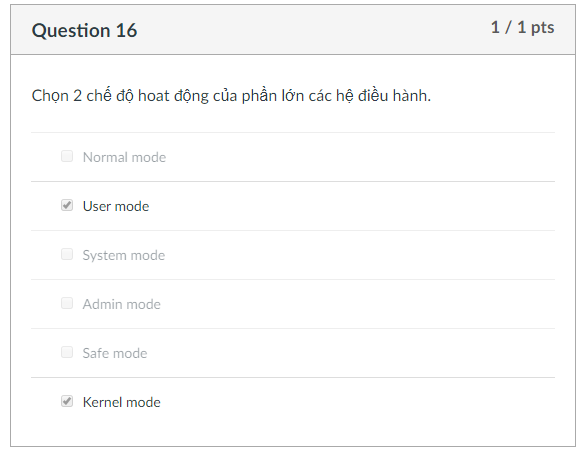 Question 16
1 / 1 pts
Chọn 2 chế độ hoat động của phần lớn các hệ điều hành.
Normal mode
User mode
System mode
Admin mode
Safe mode
Kernel mode